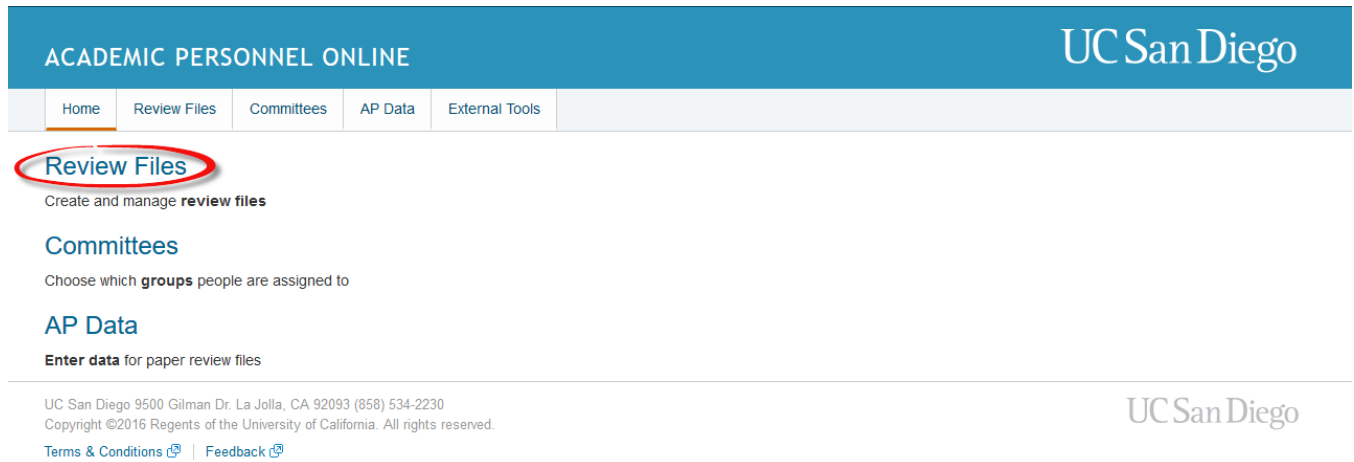 ACADEMIC PERSONNEL ONLINE
UC San Diego
Home Review Files Committees AP Data External Tools
Review Files
Create and manage review files
Committees
Choose which groups people are assigned to
AP Data
Enter data for paper review files
UC San Diego 9500 Gilman Dr. La Jolla, CA 92093 (858) 534-2230
Copyright ©2016 Regents of the University of California. All rights reserved.
Terms & Conditions | Feedback
UC San Diego